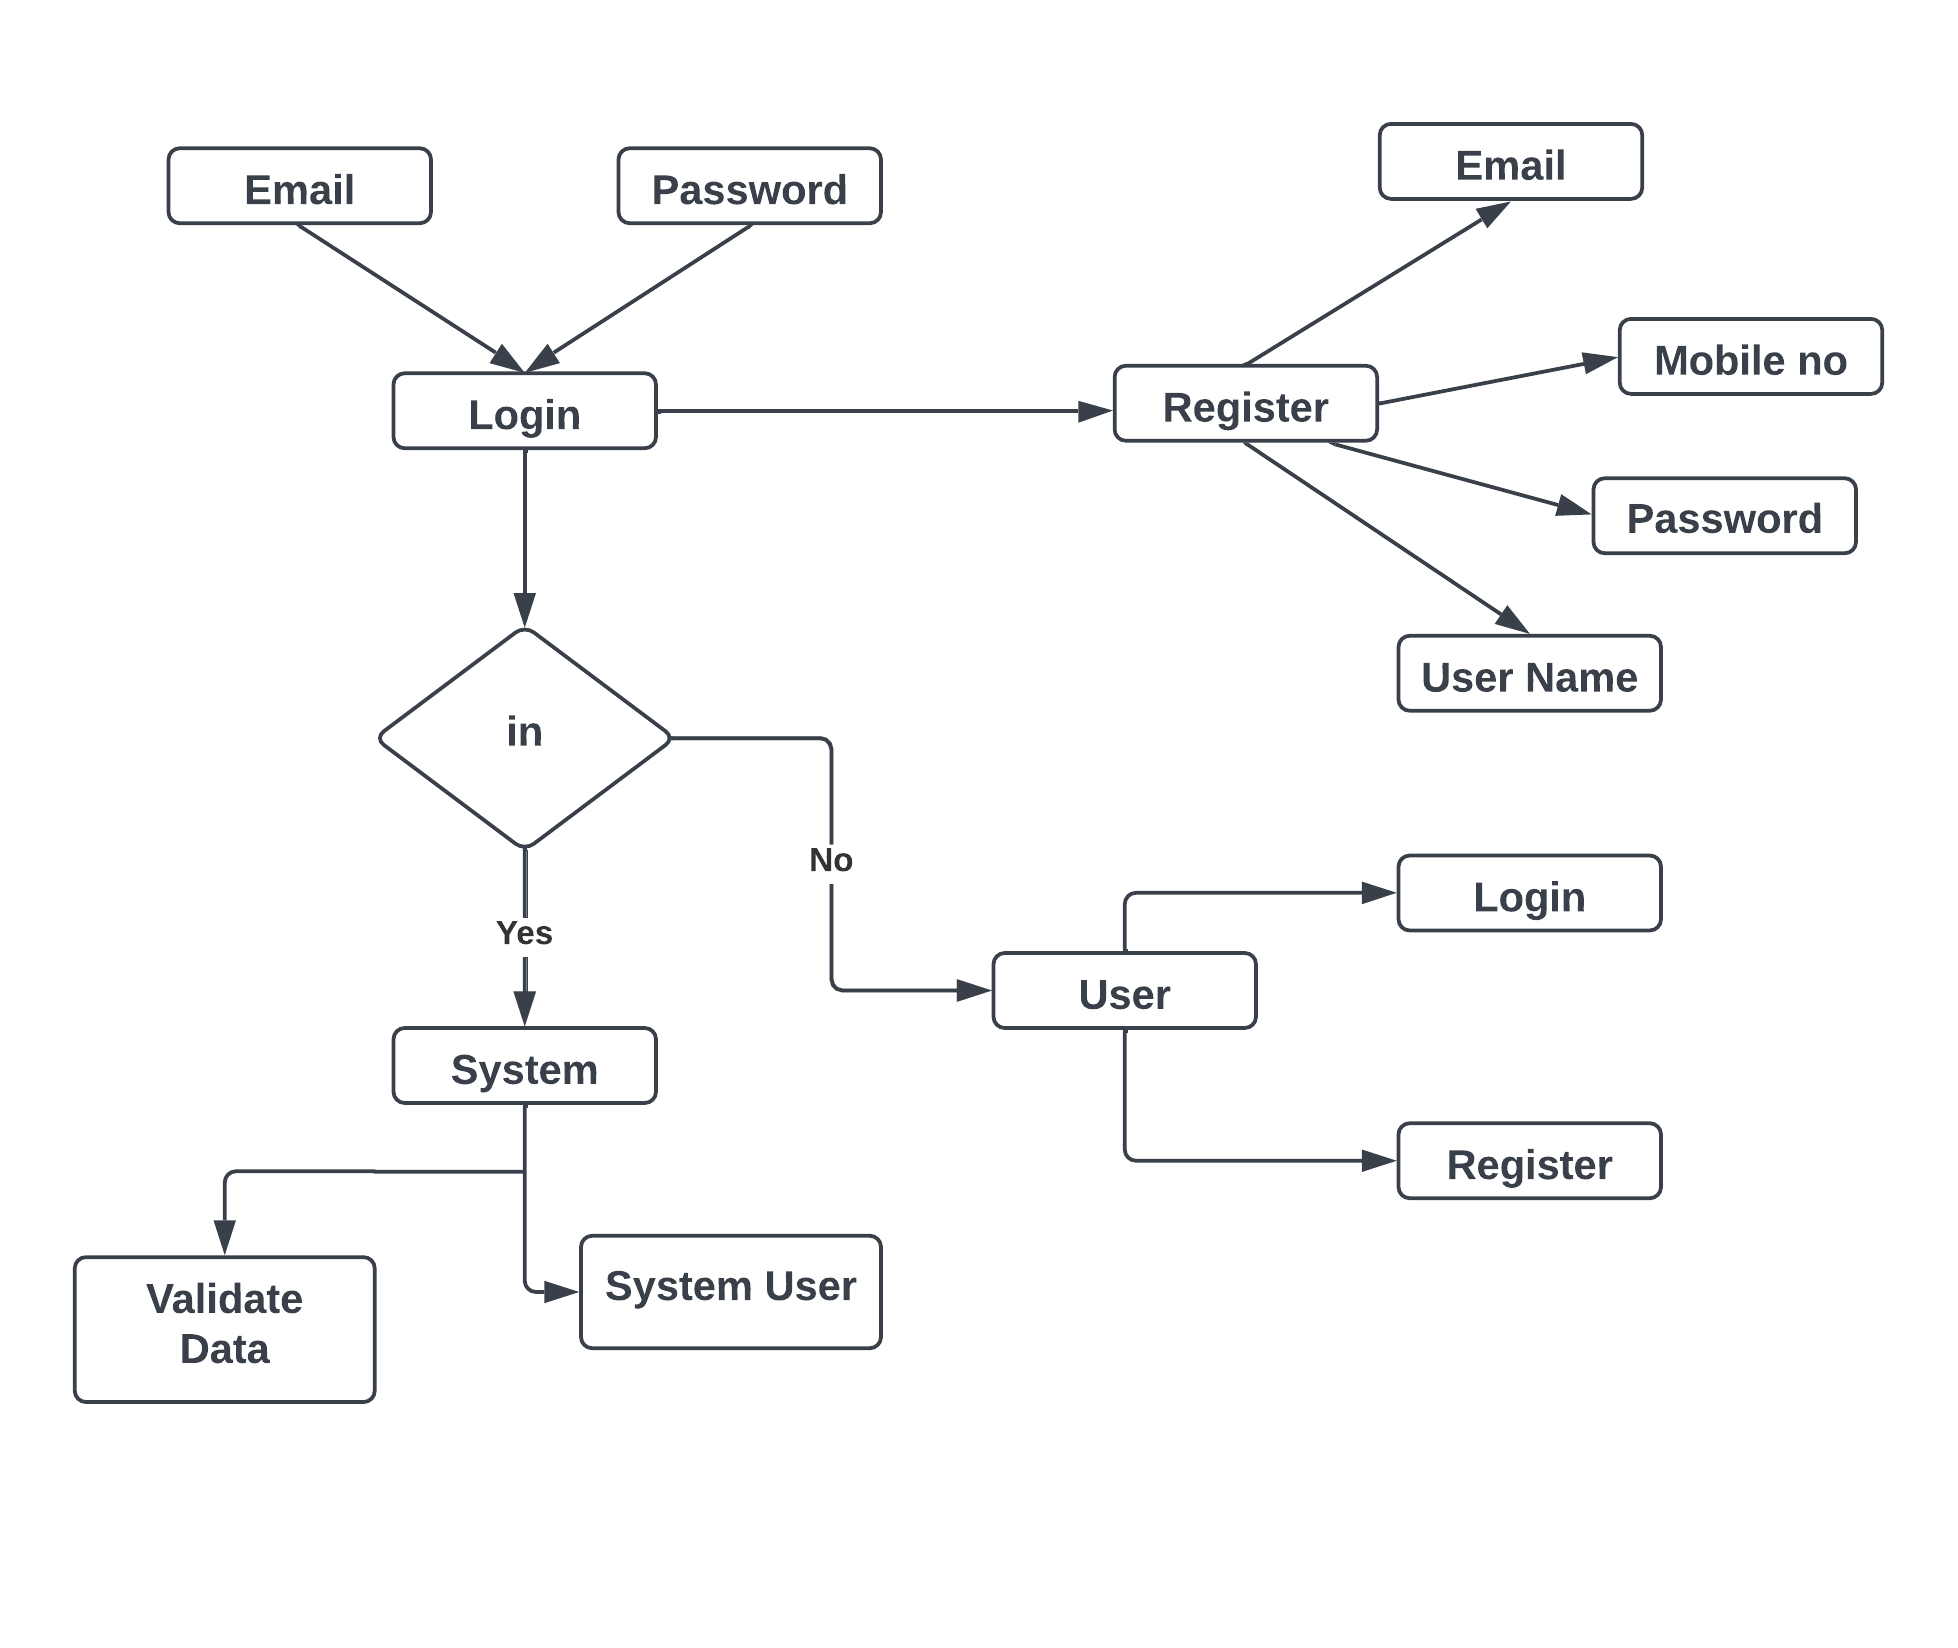 Email
Password
Email
Mobile no
Login
Register
Password
User Name
in
No
Login
Yes
User
System
Register
System User
Validate
Data